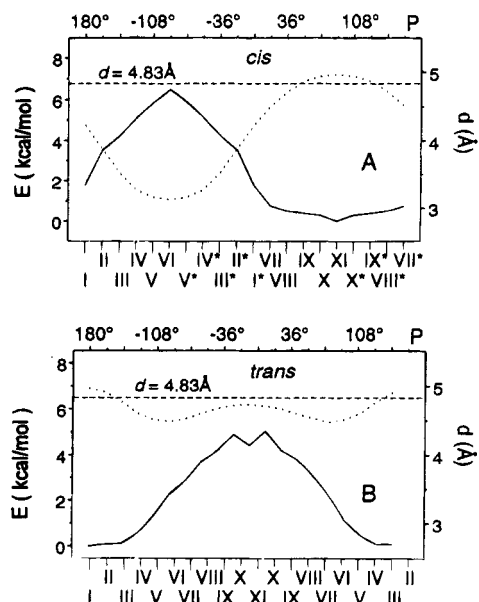 180° -108° -36° 36° 108° P
cis
d = 4.83Å
8
6
4
2
0
E ( kcal/mol )
5
4
3
d (Å)
A
II IV VI IV* II* VII IX XI IX* VII*
I III V V* III* I* VIII X X* VIII*
180° -108° -36° 36° 108° P
trans
d = 4.83Å
8
6
4
2
0
E ( kcal/mol )
5
4
3
d (Å)
B
II IV VI VIII X X VIII VI IV II
I III V VII IX XI IX VII V III